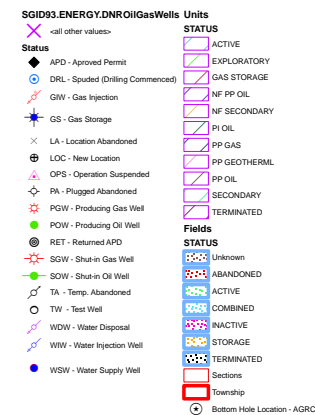 SGID93.ENERGY.DNROilGasWells
<all other values>
Status
APD - Aproved Permit
DRL - Spuded (Drilling Commenced)
GIW - Gas Injection
GS - Gas Storage
LA - Location Abandoned
LOC - New Location
OPS - Operation Suspended
PA - Plugged Abandoned
PGW - Producing Gas Well
POW - Producing Oil Well
RET - Returned APD
SGW - Shut-in Gas Well
SOW - Shut-in Oil Well
TA - Temp. Abandoned
TW - Test Well
WDW - Water Disposal
WIW - Water Injection Well
WSW - Water Supply Well
Units
STATUS
ACTIVE
EXPLORATORY
GAS STORAGE
NF PP OIL
NF SECONDARY
PI OIL
PP GAS
PP GEOTHERML
PP OIL
SECONDARY
TERMINATED
Fields
STATUS
Unknown
ABANDONED
ACTIVE
COMBINED
INACTIVE
STORAGE
TERMINATED
Sections
Township
Bottom Hole Location - AGRC